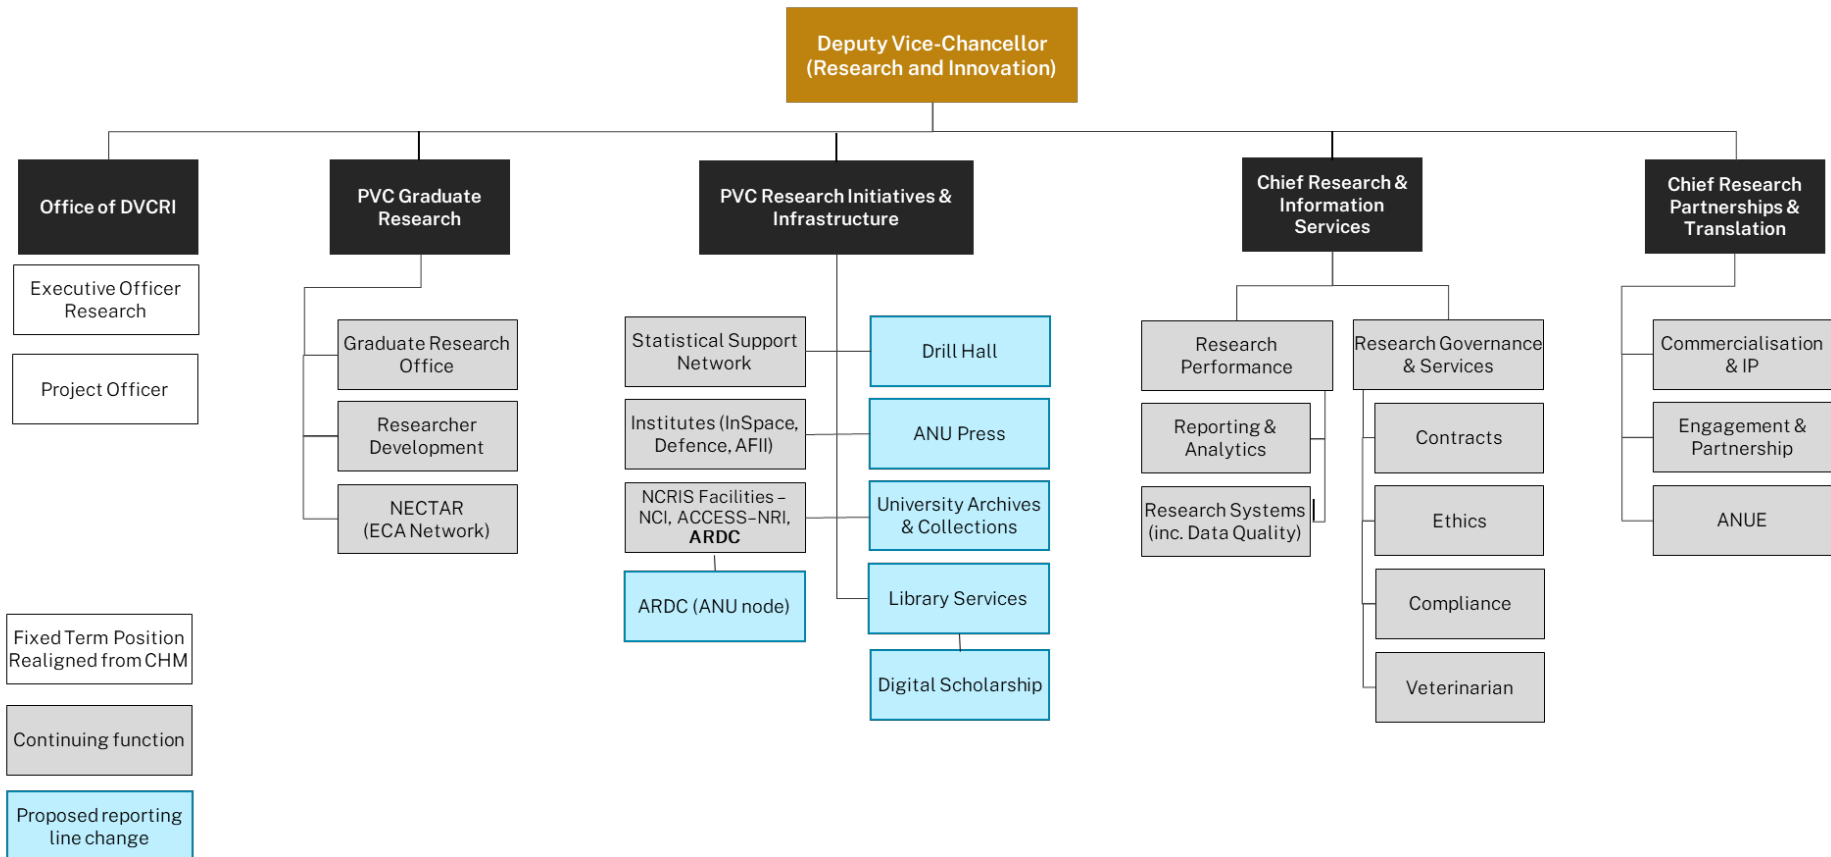 Deputy Vice-Chancellor
(Research and Innovation)
Office of DVCRI
Executive Officer
Research
Project Officer
PVC Graduate
Research
Graduate Research
Office
Researcher
Development
NECTAR
(ECA Network)
PVC Research Initiatives &
Infrastructure
Statistical Support
Network
Institutes (InSpace,
Defence, AFII)
NCRIS Facilities –
NCI, ACCESS–NRI,
ARDC
ARDC (ANU node)
Drill Hall
ANU Press
University Archives
& Collections
Library Services
Digital Scholarship
Chief Research &
Information
Services
Research
Performance
Reporting &
Analytics
Research Systems
(inc. Data Quality)
Research Governance
& Services
Contracts
Ethics
Compliance
Veterinarian
Chief Research
Partnerships &
Translation
Commercialisation
& IP
Engagement &
Partnership
ANUE
Fixed Term Position
Realigned from CHM
Continuing function
Proposed reporting
line change